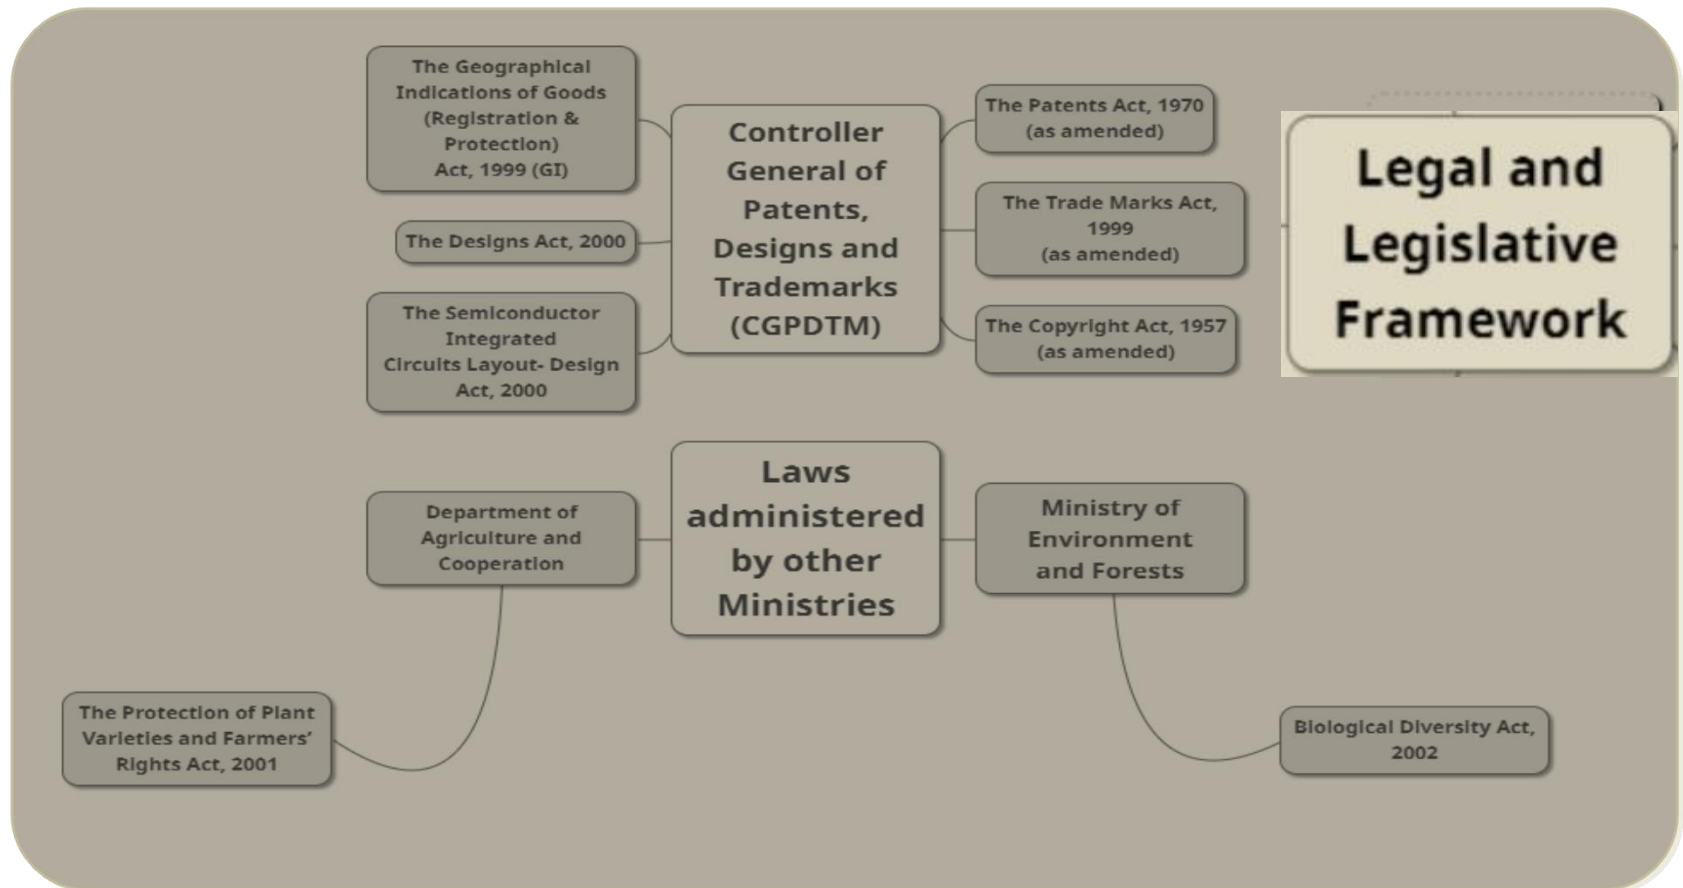 The Geographical
Indications of Goods
(Registration &
Protection)
Act, 1999 (GI)
The Designs Act, 2000
The Semiconductor
Integrated
Circuits Layout- Design
Act, 2000
Controller
General of
Patents,
Designs and
Trademarks
(CGPDTM)
The Patents Act, 1970
(as amended)
The Trade Marks Act,
1999
(as amended)
The Copyright Act, 1957
(as amended)
Legal and
Legislative
Framework
Department of
Agriculture and
Cooperation
Laws
administered
by other
Ministries
Ministry of
Environment
and Forests
The Protection of Plant
Varieties and Farmers’
Rights Act, 2001
Biological Diversity Act,
2002